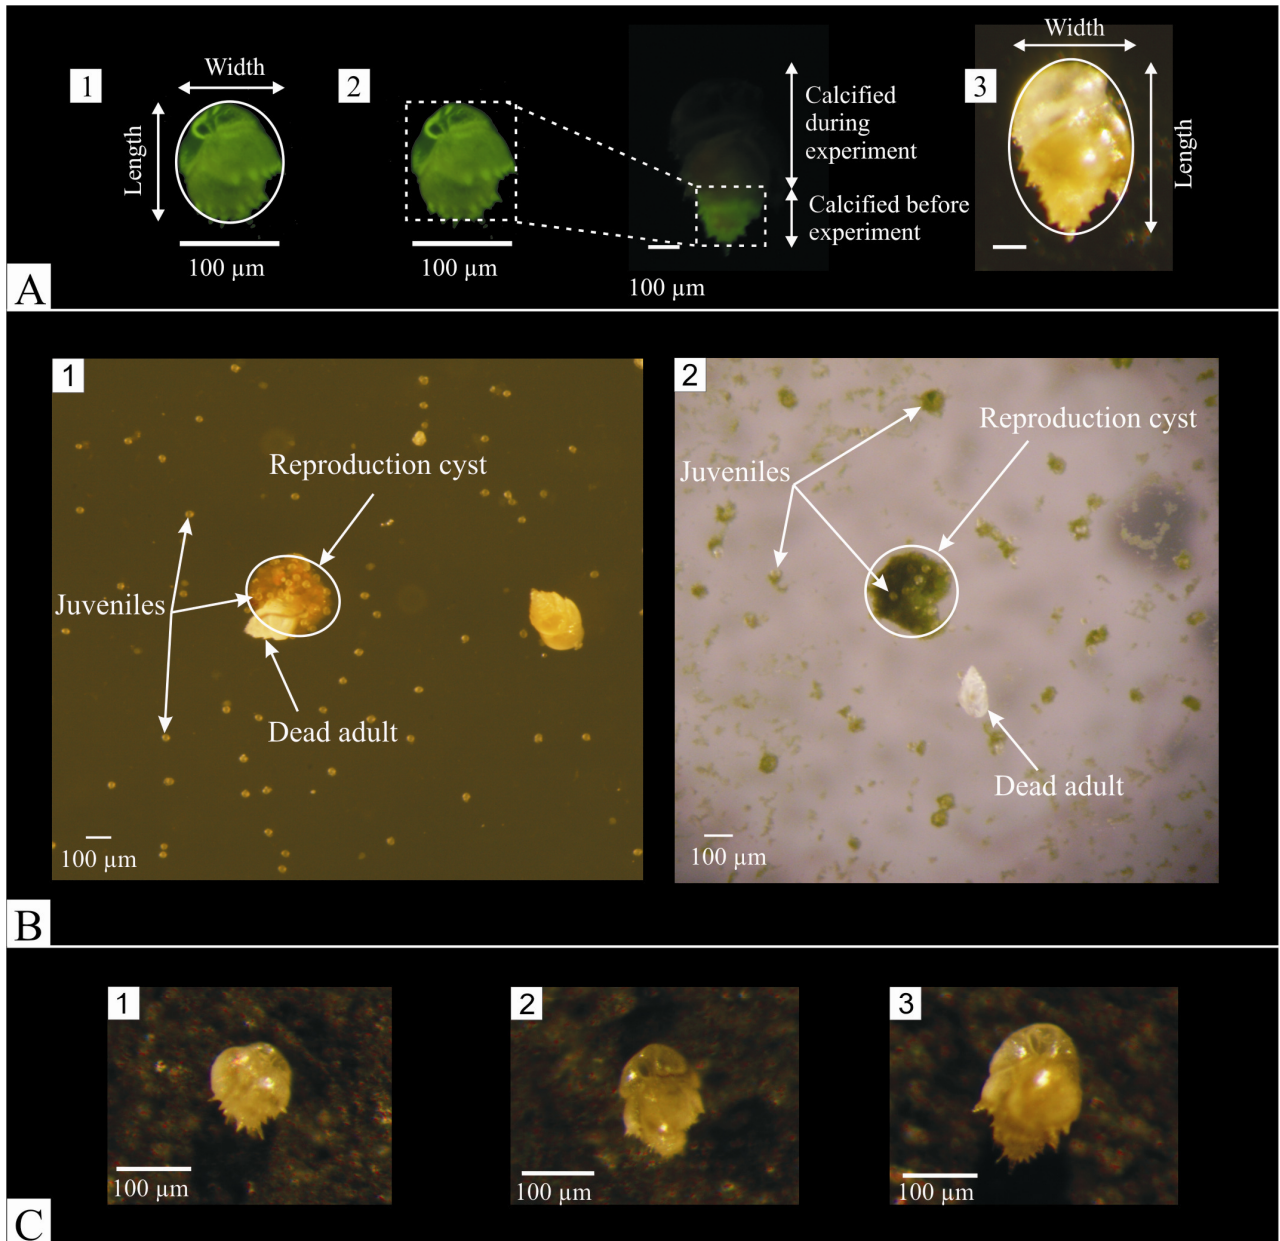 1
Width
Length
100 µm
2
100 µm
100 µm
Calcified
during
experiment
Calcified before
experiment
3
Width
Length
A
1
Reproduction cyst
Juveniles
Dead adult
100 µm
2
Reproduction cyst
Juveniles
Dead adult
100 µm
B
1
100 µm
2
100 µm
3
100 µm
C